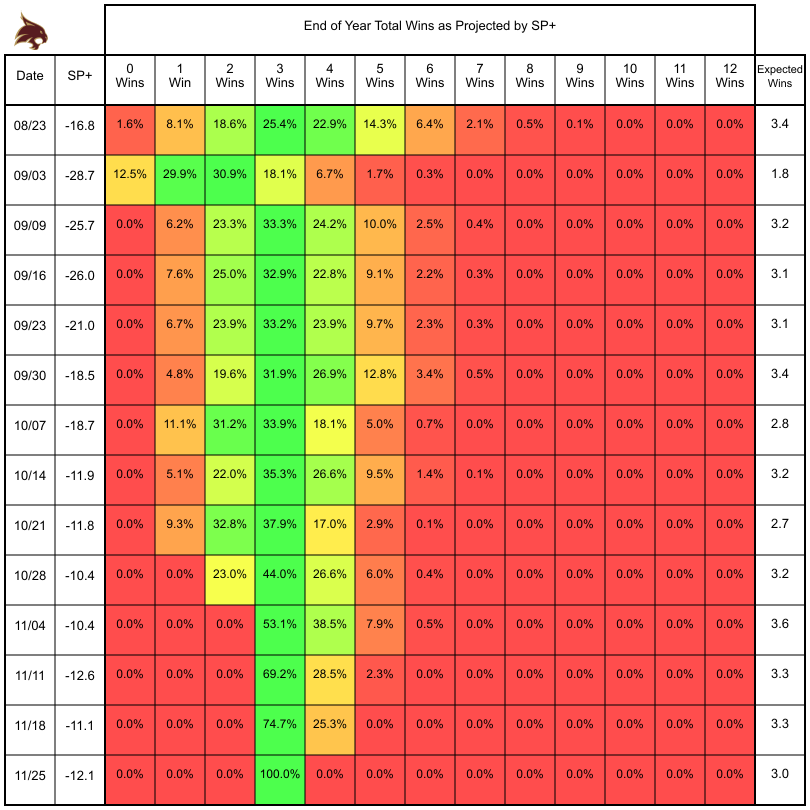 End of Year Total Wins as Projected by SP+
Date SP+ 0 Wins 1 Win 2 Wins 3 Wins 4 Wins 5 Wins 6 Wins 7 Wins 8 Wins 9 Wins 10 Wins 11 Wins 12 Wins Expected Wins
08/23 -16.8 1.6% 8.1% 18.6% 25.4% 22.9% 14.3% 6.4% 2.1% 0.5% 0.1% 0.0% 0.0% 0.0% 3.4
09/03 -28.7 12.5% 29.9% 30.9% 18.1% 6.7% 1.7% 0.3% 0.0% 0.0% 0.0% 0.0% 0.0% 0.0% 1.8
09/09 -25.7 0.0% 6.2% 23.3% 33.3% 24.2% 10.0% 2.5% 0.4% 0.0% 0.0% 0.0% 0.0% 0.0% 3.2
09/16 -26.0 0.0% 7.6% 25.0% 32.9% 22.8% 9.1% 2.2% 0.3% 0.0% 0.0% 0.0% 0.0% 0.0% 3.1
09/23 -21.0 0.0% 6.7% 23.9% 33.2% 23.9% 9.7% 2.3% 0.3% 0.0% 0.0% 0.0% 0.0% 0.0% 3.1
09/30 -18.5 0.0% 4.8% 19.6% 31.9% 26.9% 12.8% 3.4% 0.5% 0.0% 0.0% 0.0% 0.0% 0.0% 3.4
10/07 -18.7 0.0% 11.1% 31.2% 33.9% 18.1% 5.0% 0.7% 0.0% 0.0% 0.0% 0.0% 0.0% 0.0% 2.8
10/14 -11.9 0.0% 5.1% 22.0% 35.3% 26.6% 9.5% 1.4% 0.1% 0.0% 0.0% 0.0% 0.0% 0.0% 3.2
10/21 -11.8 0.0% 9.3% 32.8% 37.9% 17.0% 2.9% 0.1% 0.0% 0.0% 0.0% 0.0% 0.0% 0.0% 2.7
10/28 -10.4 0.0% 0.0% 23.0% 44.0% 26.6% 6.0% 0.4% 0.0% 0.0% 0.0% 0.0% 0.0% 0.0% 3.2
11/04 -10.4 0.0% 0.0% 0.0% 53.1% 38.5% 7.9% 0.5% 0.0% 0.0% 0.0% 0.0% 0.0% 0.0% 3.6
11/11 -12.6 0.0% 0.0% 0.0% 69.2% 28.5% 2.3% 0.0% 0.0% 0.0% 0.0% 0.0% 0.0% 0.0% 3.3
11/18 -11.1 0.0% 0.0% 0.0% 74.7% 25.3% 0.0% 0.0% 0.0% 0.0% 0.0% 0.0% 0.0% 0.0% 3.3
11/25 -12.1 0.0% 0.0% 0.0% 100.0% 0.0% 0.0% 0.0% 0.0% 0.0% 0.0% 0.0% 0.0% 0.0% 3.0